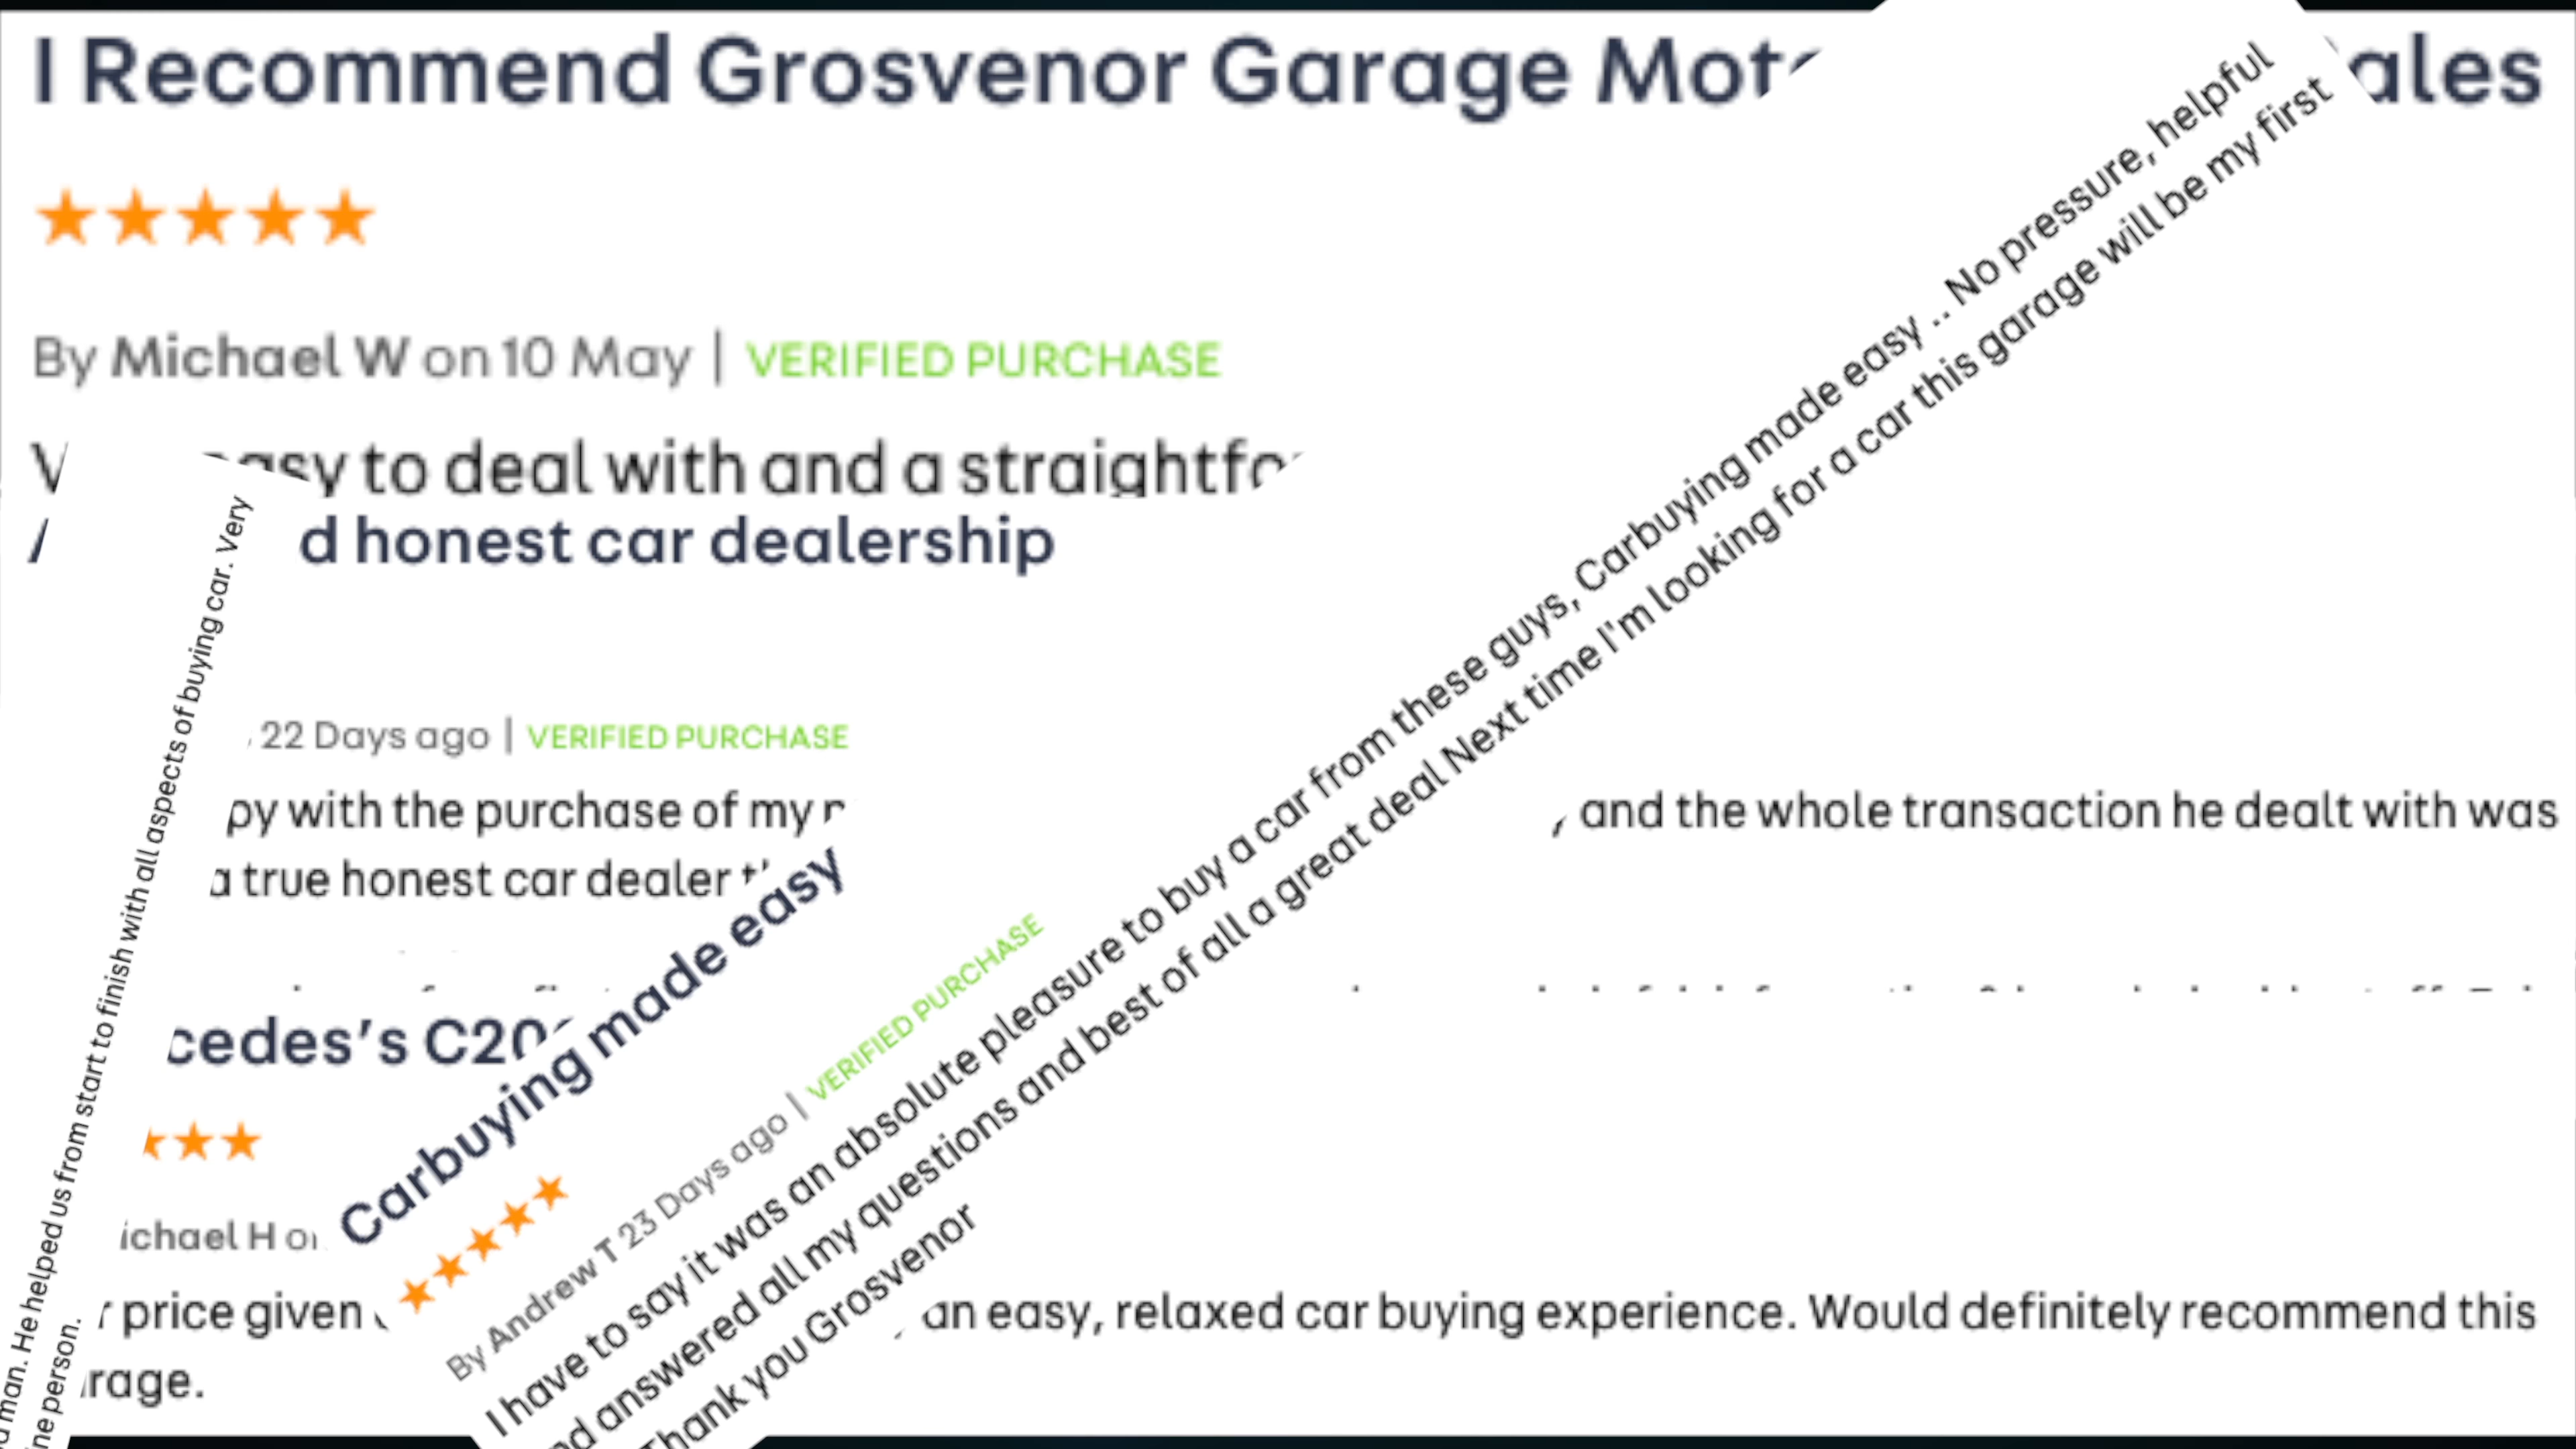 I Recommend Grosvenor Garage ales
By Michael W on 10 May | VERIFIED PURCHASE
to deal with and a
honest car dealership
22 Days ago | VERIFIED PURCHASE
py with the purchase of my
and the whole transaction he dealt with was
a true honest car dealer
cedes's
ichael H
price given
an easy, relaxed car buying experience. Would definitely recommend this
rage.
man. He helped us from start to finish with all aspects of buying car. Very
person.
Carbuying made easy
By Andrew T 23 Days ago | VERIFIED PURCHASE
I have to say it was an absolute pleasure to buy a car from these guys, Carbuying made easy .. No pressure, helpful
answered all my questions and best of all a great deal Next time I'm looking for a car this garage will be my first
Thank you Grosvenor